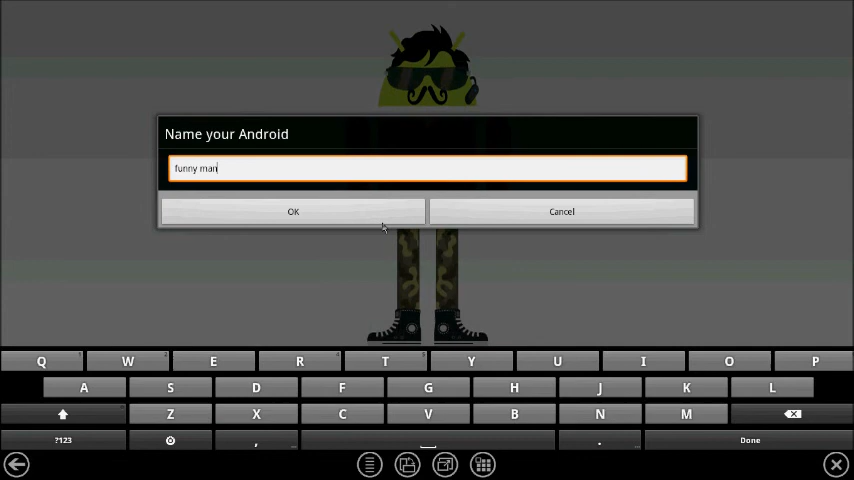 Name your Android
funny man
OK Cancel
Q W E R T Y U I O P
A S D F G H J K L
Z X C V B N M
?123 , ... . ... Done